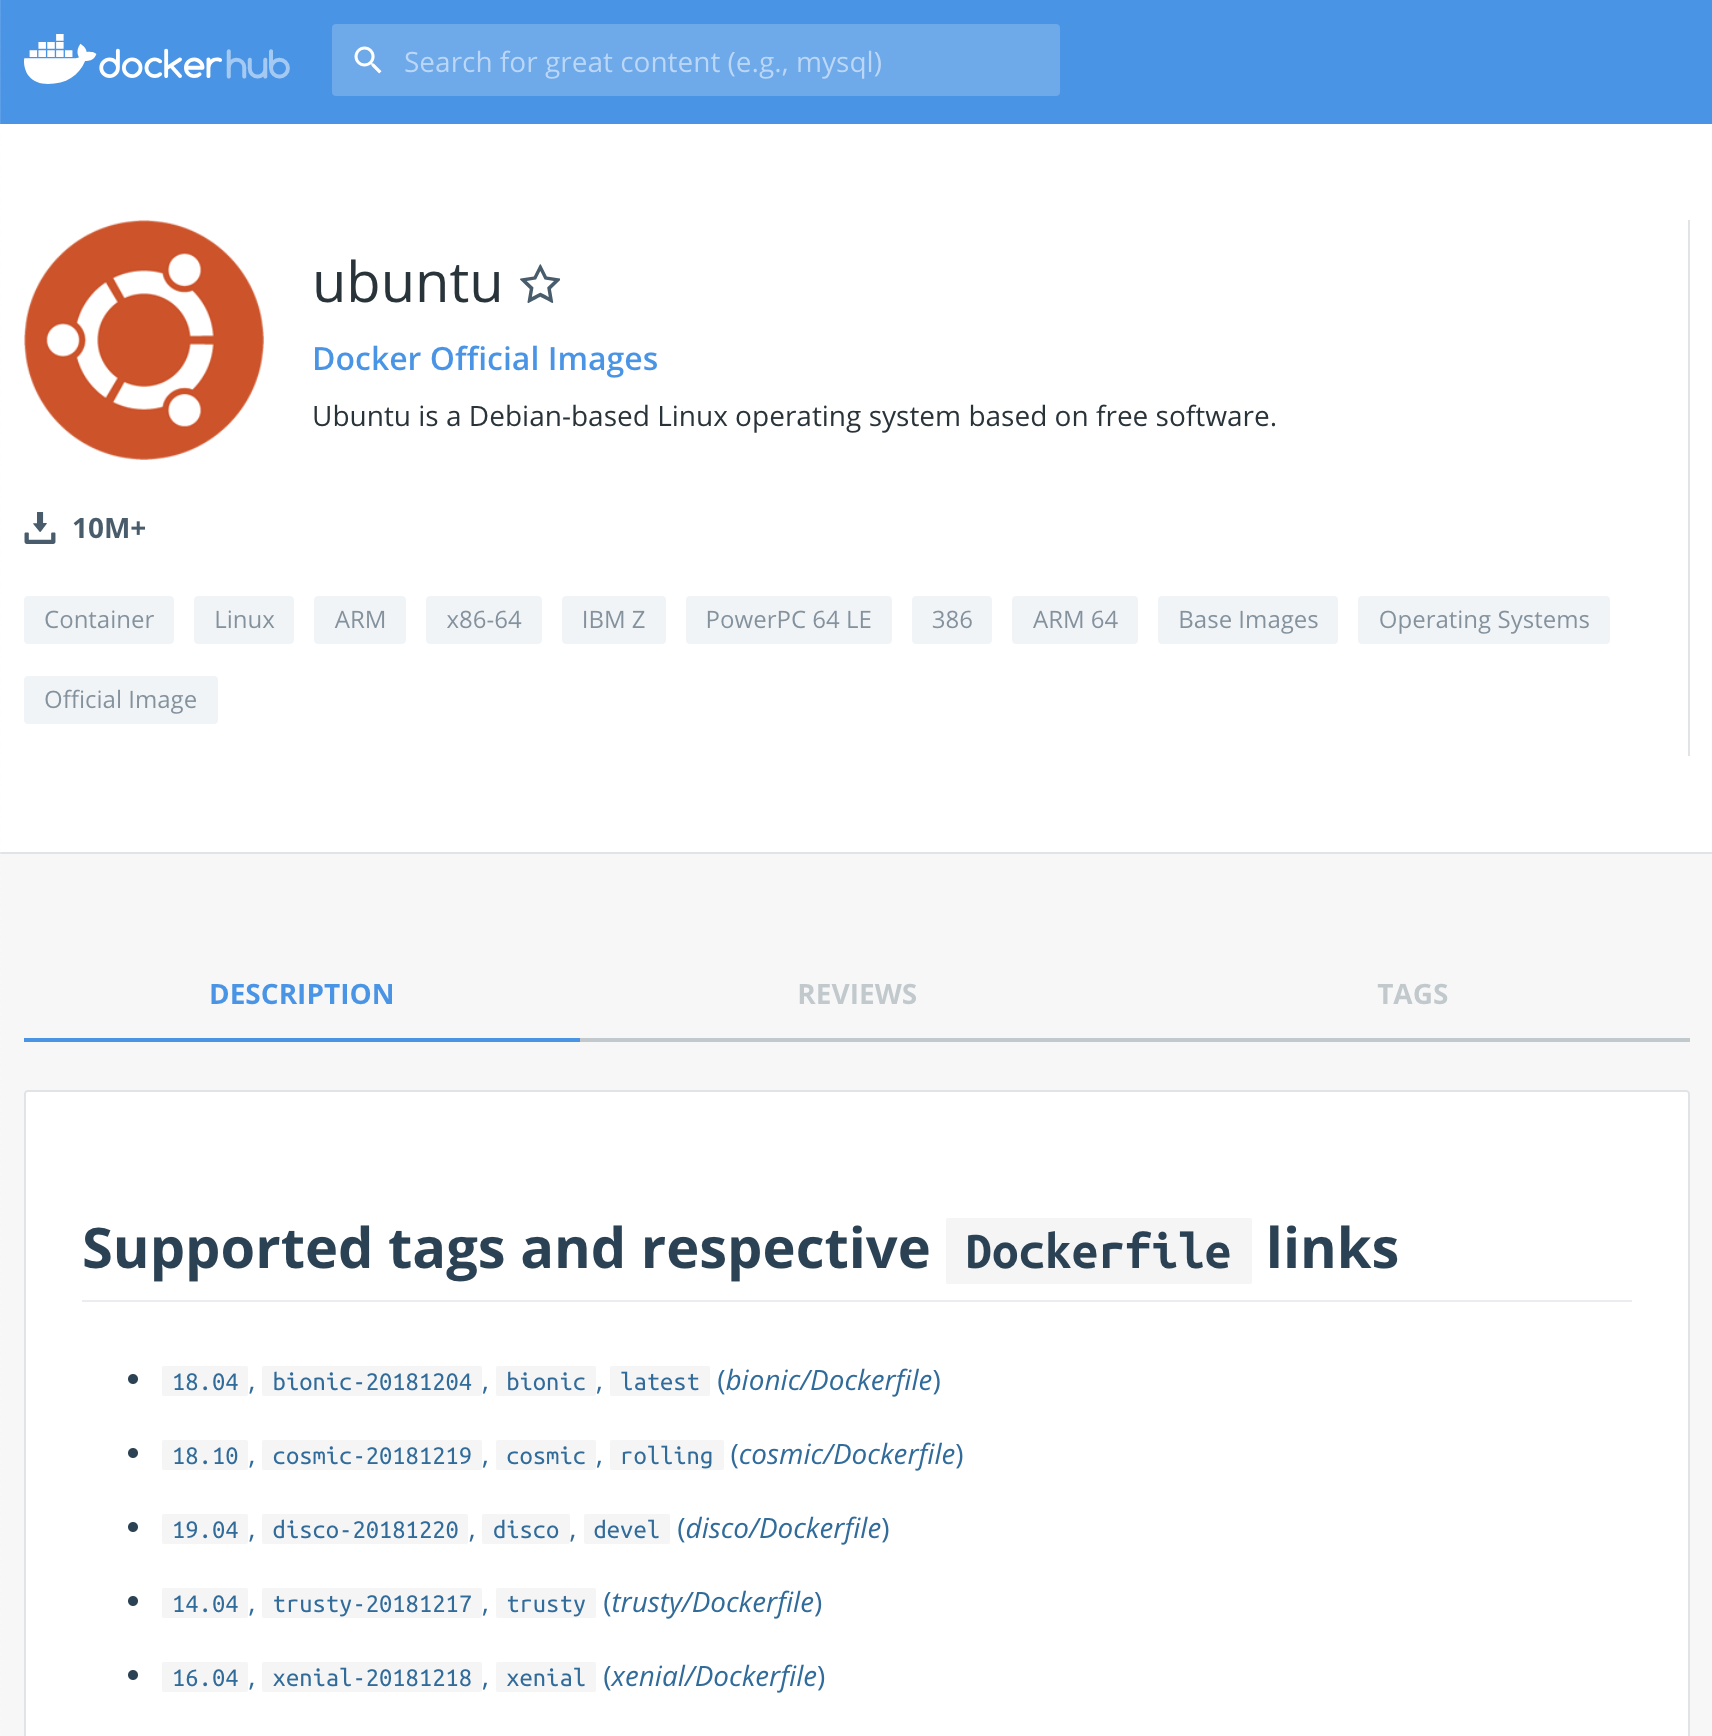 dockerhub
Search for great content (e.g., mysql)
ubuntu
Docker Official Images
Ubuntu is a Debian-based Linux operating system based on free software.
10M+
Container Linux ARM x86-64 IBM Z PowerPC 64 LE 386 ARM 64 Base Images Operating Systems
Official Image
DESCRIPTION REVIEWS TAGS
Supported tags and respective Dockerfile links
18.04, bionic-20181204, bionic, latest (bionic/Dockerfile)
18.10, cosmic-20181219, cosmic, rolling (cosmic/Dockerfile)
19.04, disco-20181220, disco, devel (disco/Dockerfile)
14.04, trusty-20181217, trusty (trusty/Dockerfile)
16.04, xenial-20181218, xenial (xenial/Dockerfile)